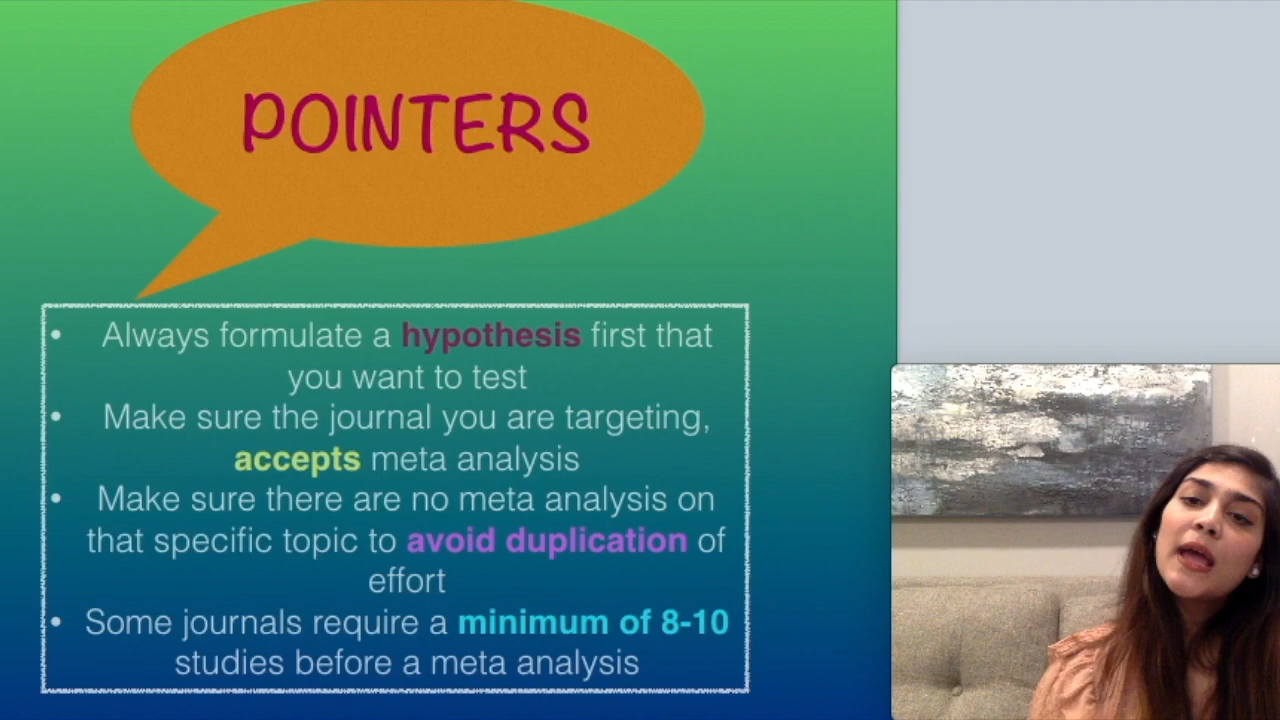 POINTERS
• Always formulate a hypothesis first that
you want to test
• Make sure the journal you are targeting,
accepts meta analysis
• Make sure there are no meta analysis on
that specific topic to avoid duplication of
effort
• Some journals require a minimum of 8-10
studies before a meta analysis